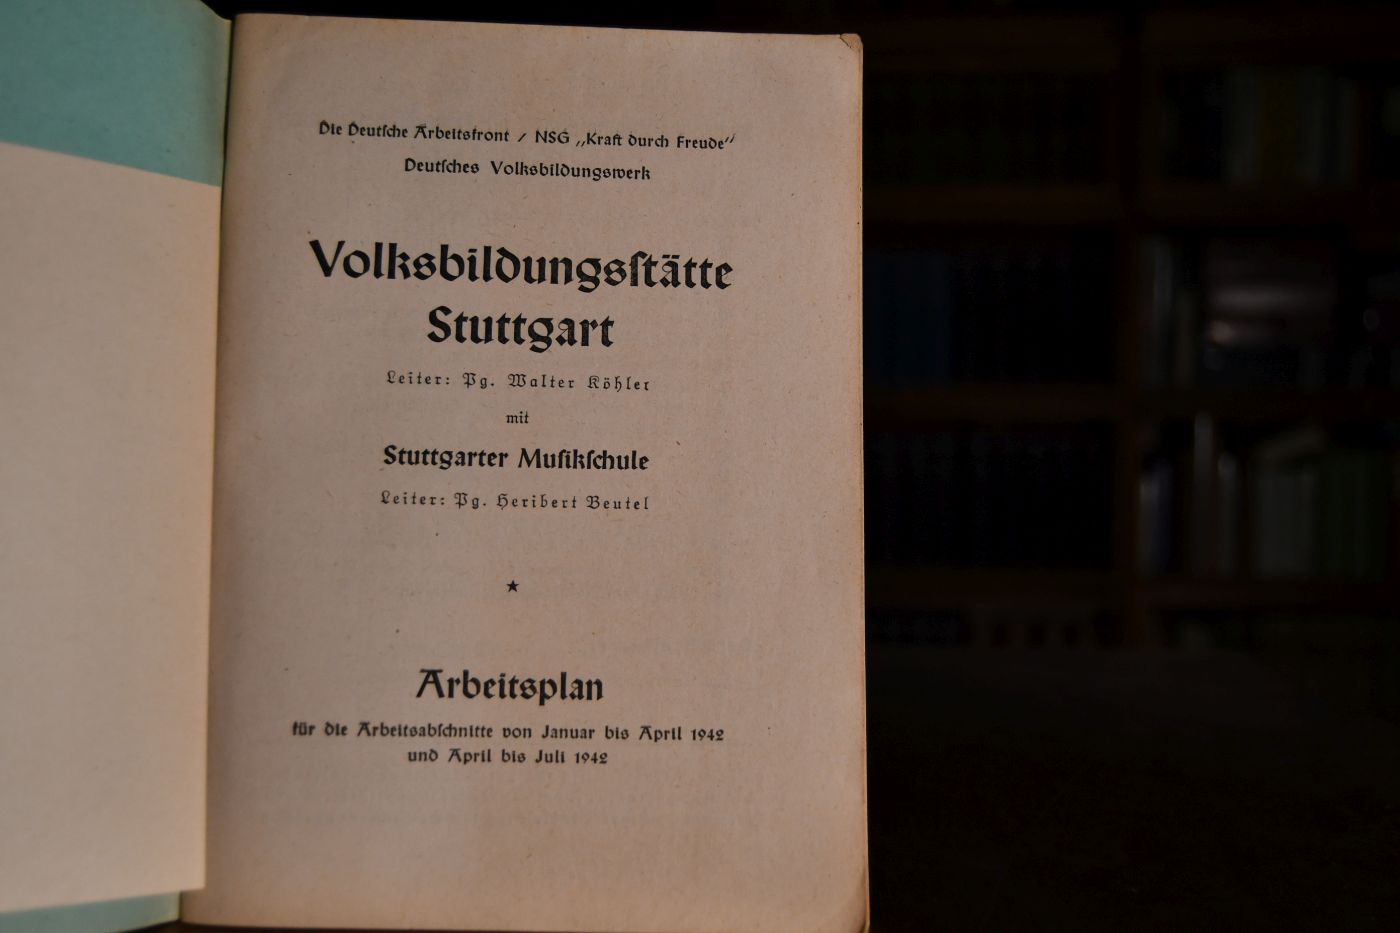 Die Deutſche Arbeitsfront / NSG „Kraft durch Freude“
Deutſches Volksbildungswerk
Volksbildungsſtätte
Stuttgart
Leiter: Pg. Walter Köhler
mit
Stuttgarter Muſikſchule
Leiter: Pg. Heribert Beutel
★
Arbeitsplan
für die Arbeitsabſchnitte von Januar bis April 1942
und April bis Juli 1942